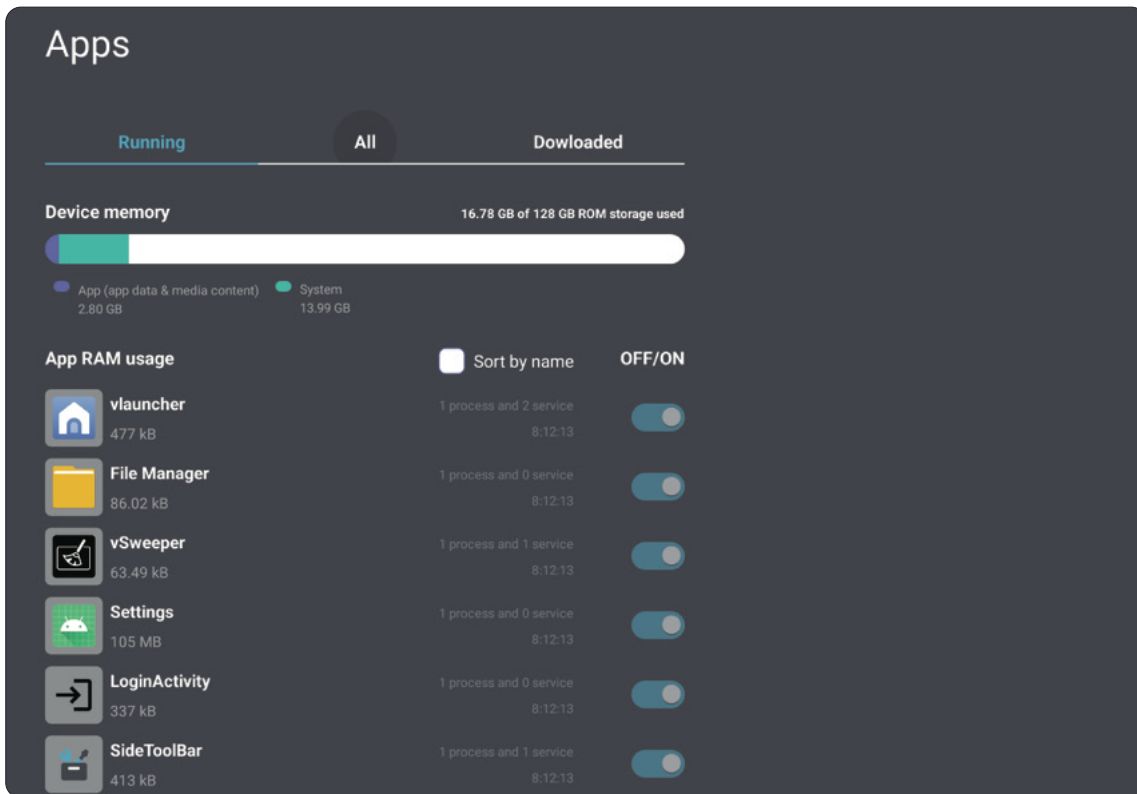 Apps
Running All Dowloaded
Device memory 16.78 GB of 128 GB ROM storage used
App (app data & media content) System
2.80 GB 13.99 GB
App RAM usage Sort by name OFF/ON
vlauncher 1 process and 2 service
477 kB 8:12:13
File Manager 1 process and 0 service
86.02 kB 8:12:13
vSweeper 1 process and 1 service
63.49 kB 8:12:13
Settings 1 process and 0 service
105 MB 8:12:13
LoginActivity 1 process and 0 service
337 kB 8:12:13
SideToolBar 1 process and 1 service
413 kB 8:12:13